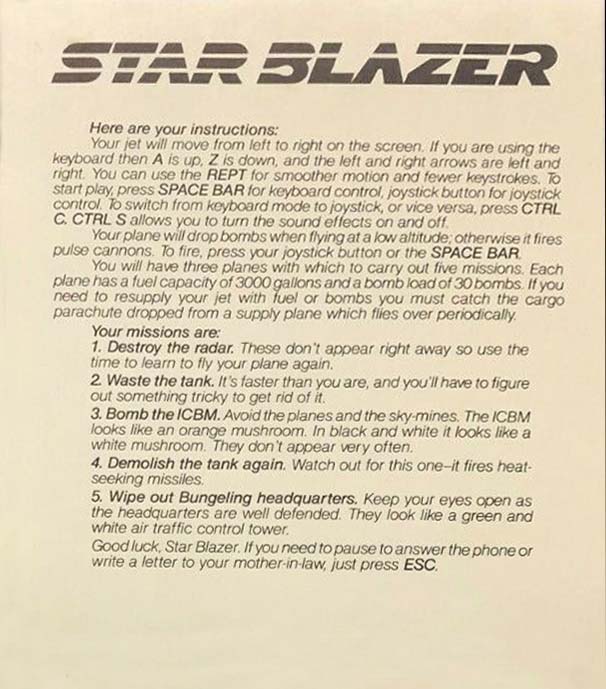 STAR BLAZER
Here are your instructions:
Your jet will move from left to right on the screen. If you are using the
keyboard then A is up, Z is down, and the left and right arrows are left and
right. You can use the REPT for smoother motion and fewer keystrokes. To
start play, press SPACE BAR for keyboard control, joystick button for joystick
control. To switch from keyboard mode to joystick, or vice versa, press CTRL
C. CTRL S allows you to turn the sound effects on and off.
Your plane will drop bombs when flying at a low altitude; otherwise it fires
pulse cannons. To fire, press your joystick button or the SPACE BAR.
You will have three planes with which to carry out five missions. Each
plane has a fuel capacity of 3000 gallons and a bomb load of 30 bombs. If you
need to resupply your jet with fuel or bombs you must catch the cargo
parachute dropped from a supply plane which flies over periodically.
Your missions are:
1. Destroy the radar. These don't appear right away so use the
time to learn to fly your plane again.
2. Waste the tank. It's faster than you are, and you'll have to figure
out something tricky to get rid of it.
3. Bomb the ICBM. Avoid the planes and the sky-mines. The ICBM
looks like an orange mushroom. In black and white it looks like a
white mushroom. They don't appear very often.
4. Demolish the tank again. Watch out for this one–it fires heat-
seeking missiles.
5. Wipe out Bungeling headquarters. Keep your eyes open as
the headquarters are well defended. They look like a green and
white air traffic control tower.
Good luck, Star Blazer. If you need to pause to answer the phone or
write a letter to your mother-in-law, just press ESC.